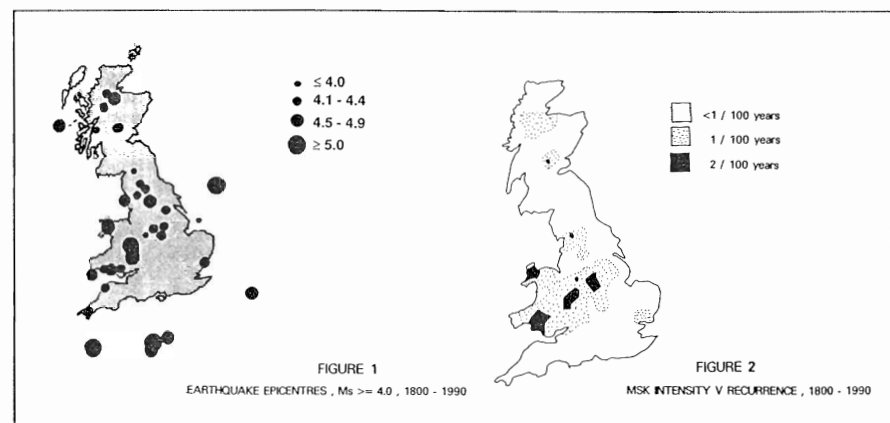 ≤ 4.0
4.1 - 4.4
4.5 - 4.9
≥ 5.0
FIGURE 1
EARTHQUAKE EPICENTRES , Ms >= 4.0 , 1800 - 1990
<1 / 100 years
1 / 100 years
2 / 100 years
FIGURE 2
MSK INTENSITY V RECURRENCE , 1800 - 1990